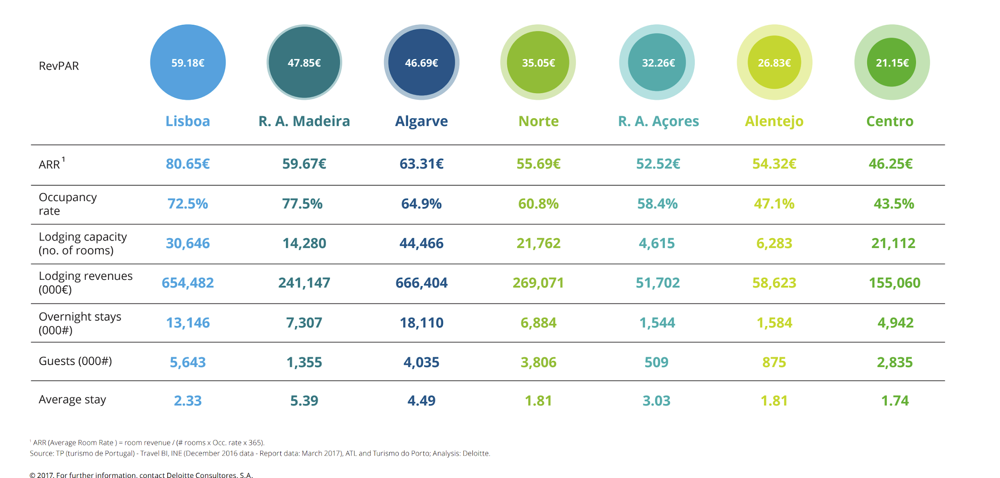 RevPAR 59.18€ 47.85€ 46.69€ 35.05€ 32.26€ 26.83€ 21.15€
Lisboa R. A. Madeira Algarve Norte R. A. Açores Alentejo Centro
ARR ¹ 80.65€ 59.67€ 63.31€ 55.69€ 52.52€ 54.32€ 46.25€
Occupancy
rate 72.5% 77.5% 64.9% 60.8% 58.4% 47.1% 43.5%
Lodging capacity
(no. of rooms) 30,646 14,280 44,466 21,762 4,615 6,283 21,112
Lodging revenues
(000€) 654,482 241,147 666,404 269,071 51,702 58,623 155,060
Overnight stays
(000#) 13,146 7,307 18,110 6,884 1,544 1,584 4,942
Guests (000#) 5,643 1,355 4,035 3,806 509 875 2,835
Average stay 2.33 5.39 4.49 1.81 3.03 1.81 1.74
¹ ARR (Average Room Rate ) = room revenue / (# rooms x Occ. rate x 365).
Source: TP (turismo de Portugal) - Travel BI, INE (December 2016 data - Report data: March 2017), ATL and Turismo do Porto; Analysis: Deloitte.
© 2017. For further information, contact Deloitte Consultores, S.A.